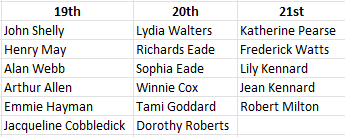 19th 20th 21st
John Shelly Lydia Walters Katherine Pearse
Henry May Richards Eade Frederick Watts
Alan Webb Sophia Eade Lily Kennard
Arthur Allen Winnie Cox Jean Kennard
Emmie Hayman Tami Goddard Robert Milton
Jacqueline Cobbledick Dorothy Roberts